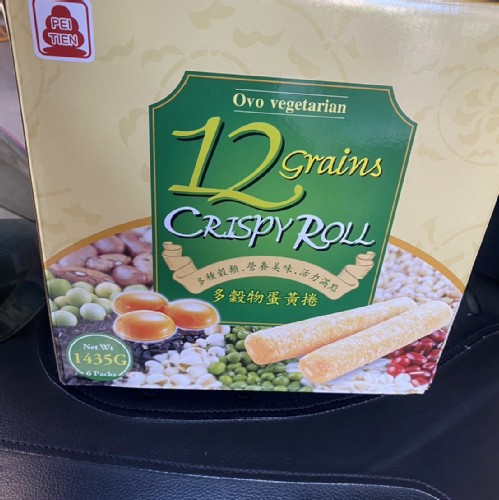 PEI
TIEN
Ovo vegetarian
12 Grains
CRISPY ROLL
多種穀類．營養美味．活力滿點
多穀物蛋黃捲
Net Wt
1435G
6 Packs